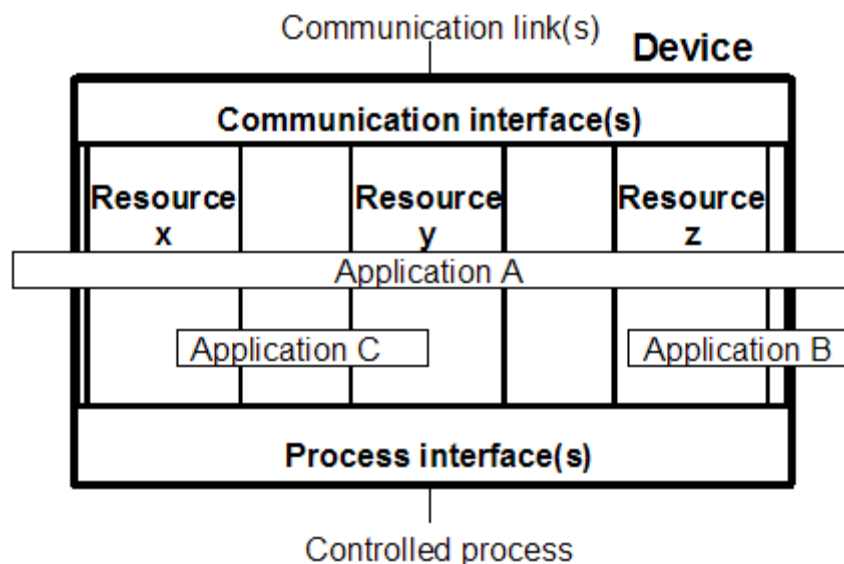 Communication link(s)
Device
Communication interface(s)
Resource
x
Resource
y
Resource
z
Application A
Application C
Application B
Process interface(s)
Controlled process